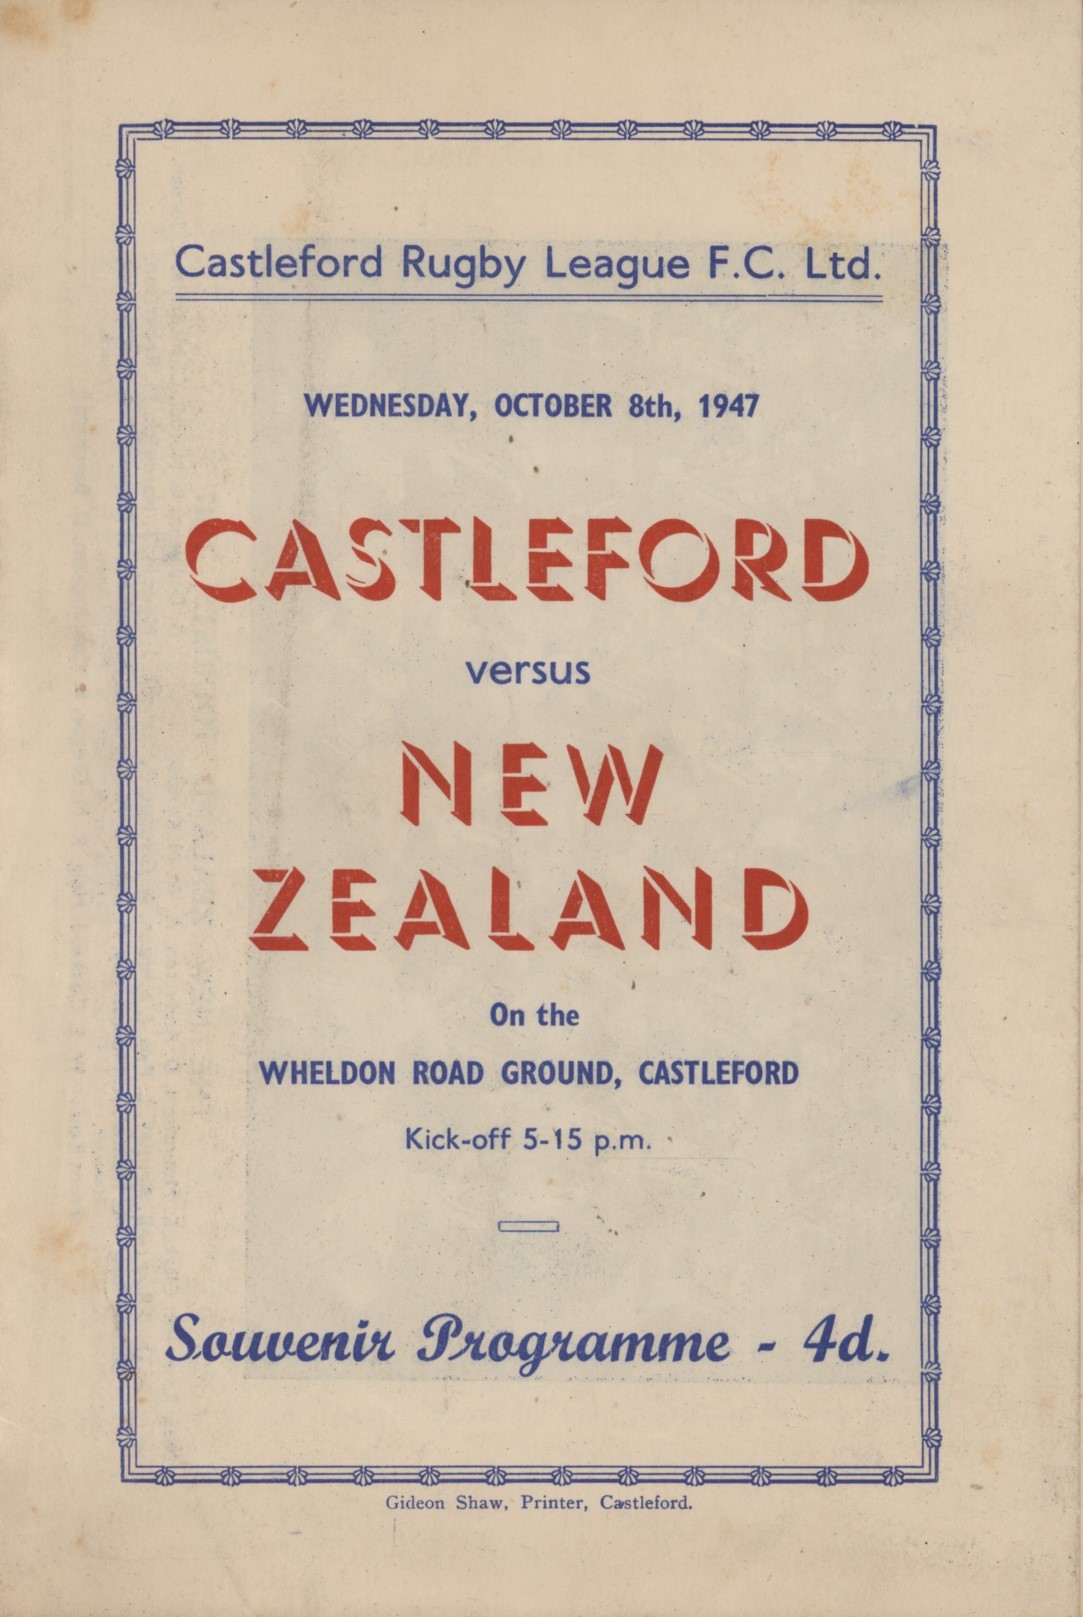 Castleford Rugby League F.C. Ltd.
WEDNESDAY, OCTOBER 8th, 1947
CASTLEFORD
versus
NEW
ZEALAND
On the
WHELDON ROAD GROUND, CASTLEFORD
Kick-off 5-15 p.m.
Souvenir Programme - 4d.
Gideon Shaw, Printer, Castleford.